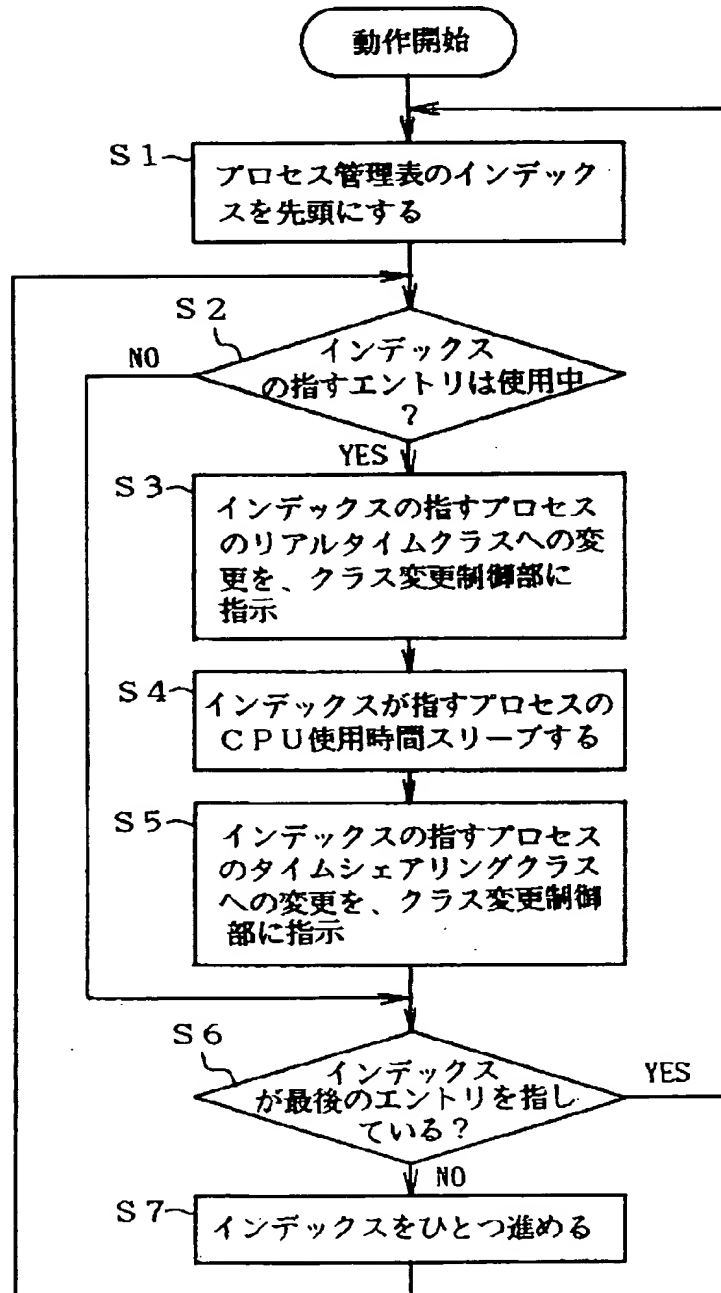 動作開始
S1
プロセス管理表のインデック
スを先頭にする
S2
インデックス
の指すエントリは使用中
?
NO
YES
S3
インデックスの指すプロセス
のリアルタイムクラスへの変
更を、クラス変更制御部に
指示
S4
インデックスが指すプロセスの
CPU使用時間スリープする
S5
インデックスの指すプロセス
のタイムシェアリングクラス
への変更を、クラス変更制御
部に指示
S6
インデックス
が最後のエントリを指し
ている?
YES
NO
S7
インデックスをひとつ進める